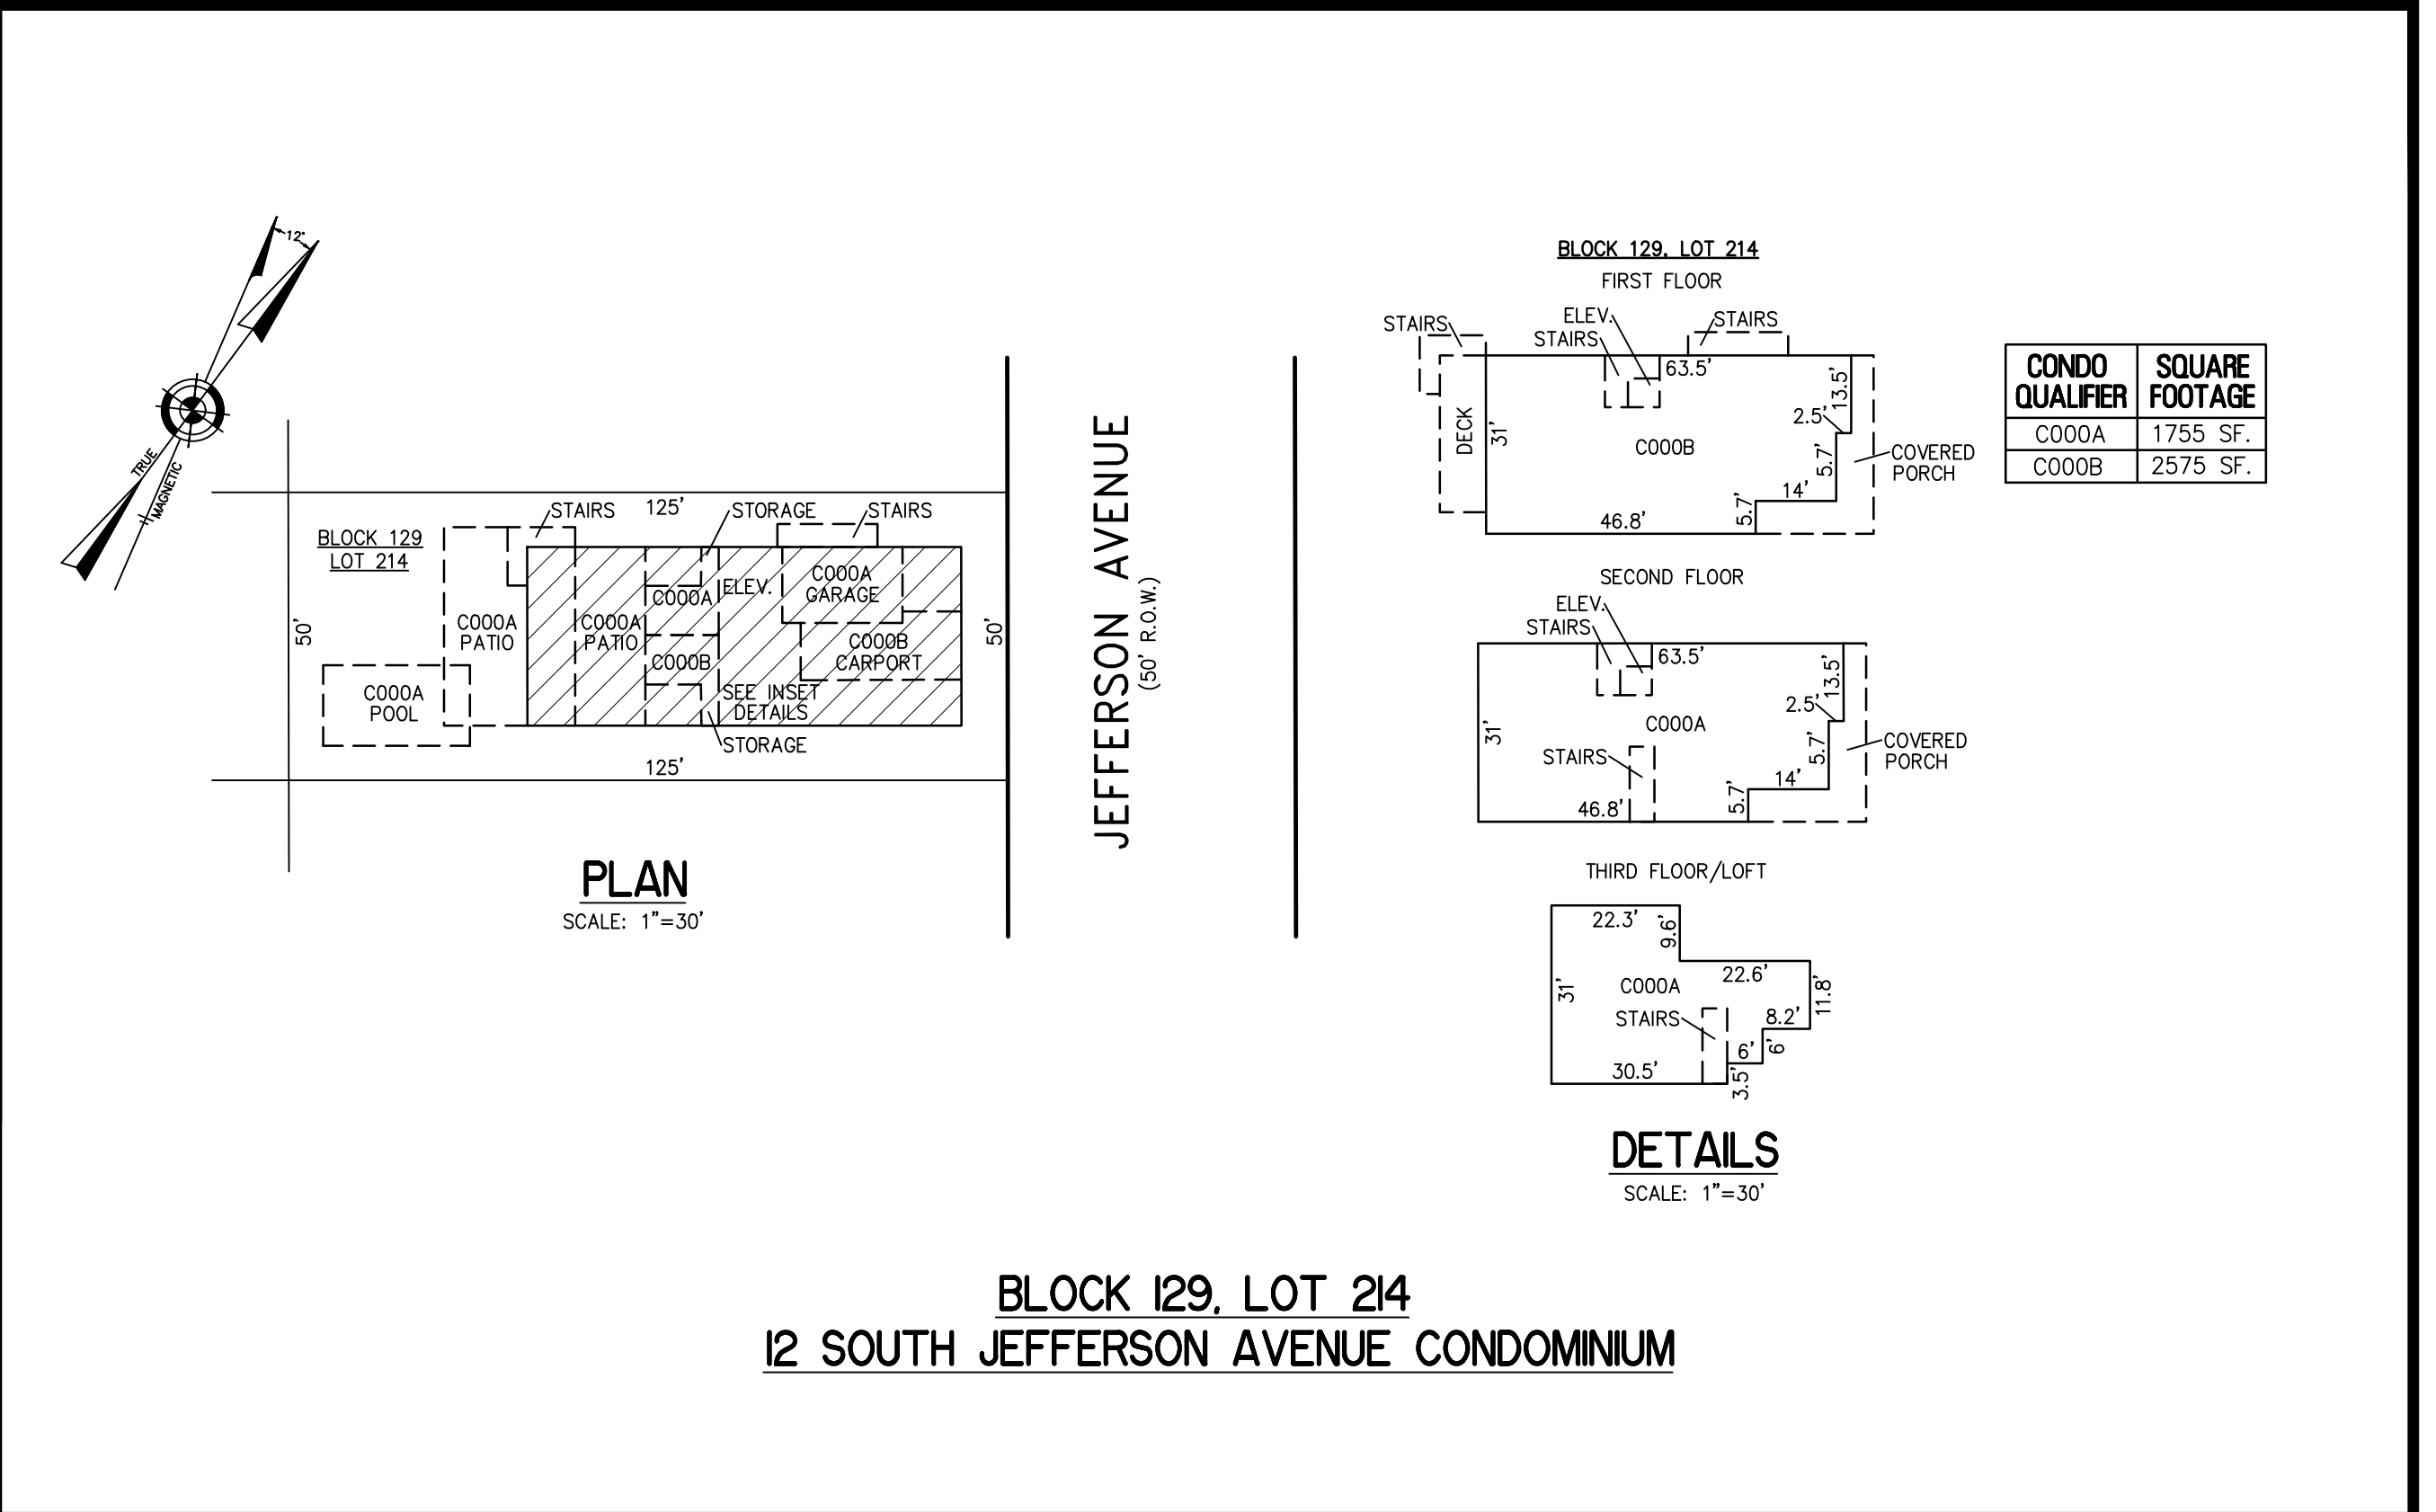 12°
TRUE
MAGNETIC
BLOCK 129
LOT 214
50'
125'
STAIRS
STORAGE
STAIRS
C000A
PATIO
C000A
POOL
C000A
PATIO
C000A
ELEV.
C000B
C000A
GARAGE
C000B
CARPORT
SEE INSET
DETAILS
STORAGE
125'
50'
PLAN
SCALE: 1"=30'
JEFFERSON AVENUE
(50' R.O.W.)
BLOCK 129, LOT 214
FIRST FLOOR
STAIRS
ELEV.
STAIRS
STAIRS
63.5'
13.5'
2.5'
DECK
31'
C000B
5.7'
COVERED
PORCH
14'
5.7'
46.8'
SECOND FLOOR
ELEV.
STAIRS
63.5'
13.5'
2.5'
31'
C000A
5.7'
COVERED
PORCH
STAIRS
14'
5.7'
46.8'
THIRD FLOOR/LOFT
22.3'
9.6'
22.6'
31'
C000A
11.8'
STAIRS
8.2'
6'
6'
30.5'
3.5'
DETAILS
SCALE: 1"=30'
CONDO QUALIFIER
SQUARE FOOTAGE
C000A 1755 SF.
C000B 2575 SF.
BLOCK 129, LOT 214
12 SOUTH JEFFERSON AVENUE CONDOMINIUM